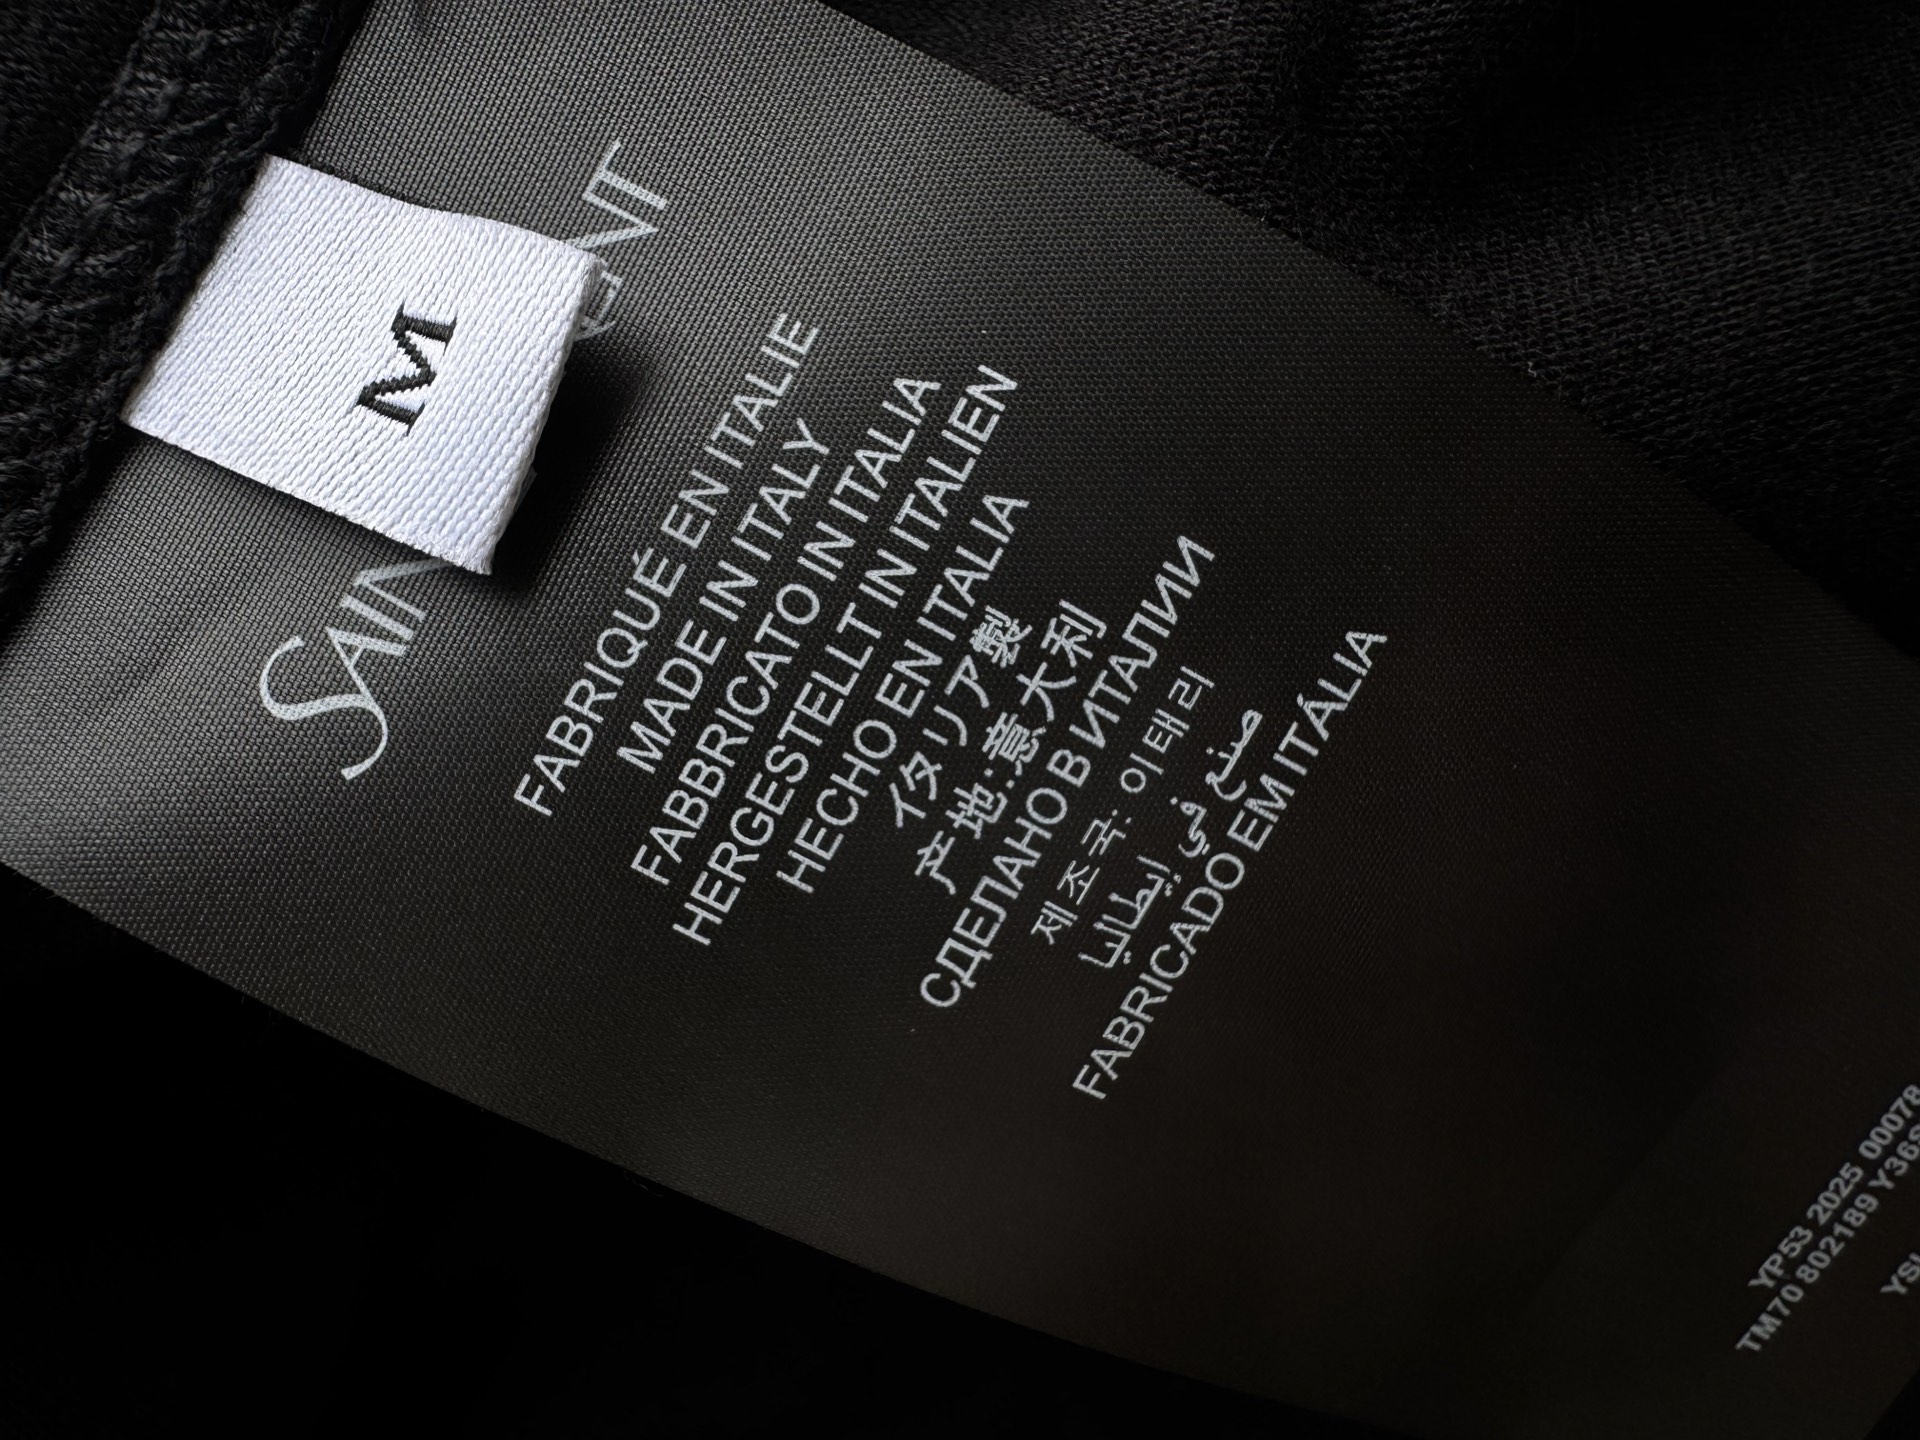 M
FABRIQUÉ EN ITALIE
MADE IN ITALY
FABBRICATO IN ITALIA
HERGESTELLT IN ITALIEN
HECHO EN ITALIA
イタリア製
产地:意大利
СДЕЛАНО В ИТАЛИИ
제조국: 이태리
صنع في إيطاليا
FABRICADO EM ITÁLIA
YP53 2025 00078
TM70 802189